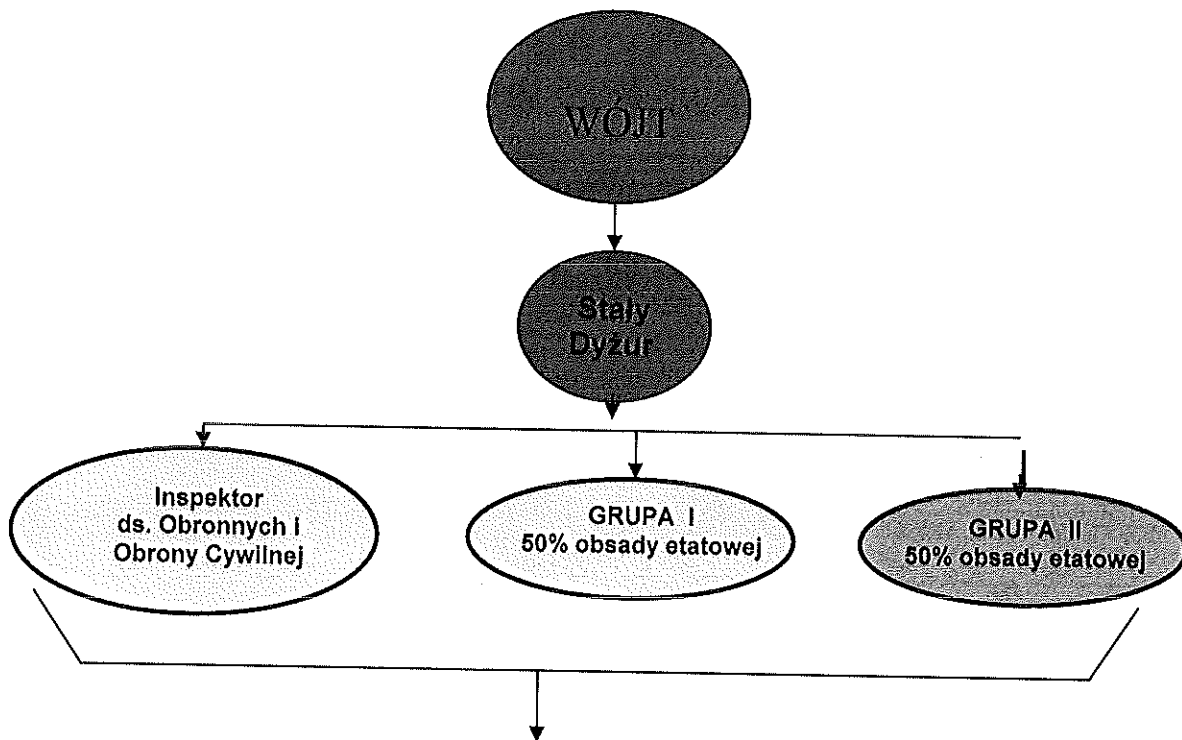 WÓJT
Stały
Dyżur
Inspektor
ds. Obronnych I
Obrony Cywilnej
GRUPA I
50% obsady etatowej
GRUPA II
50% obsady etatowej